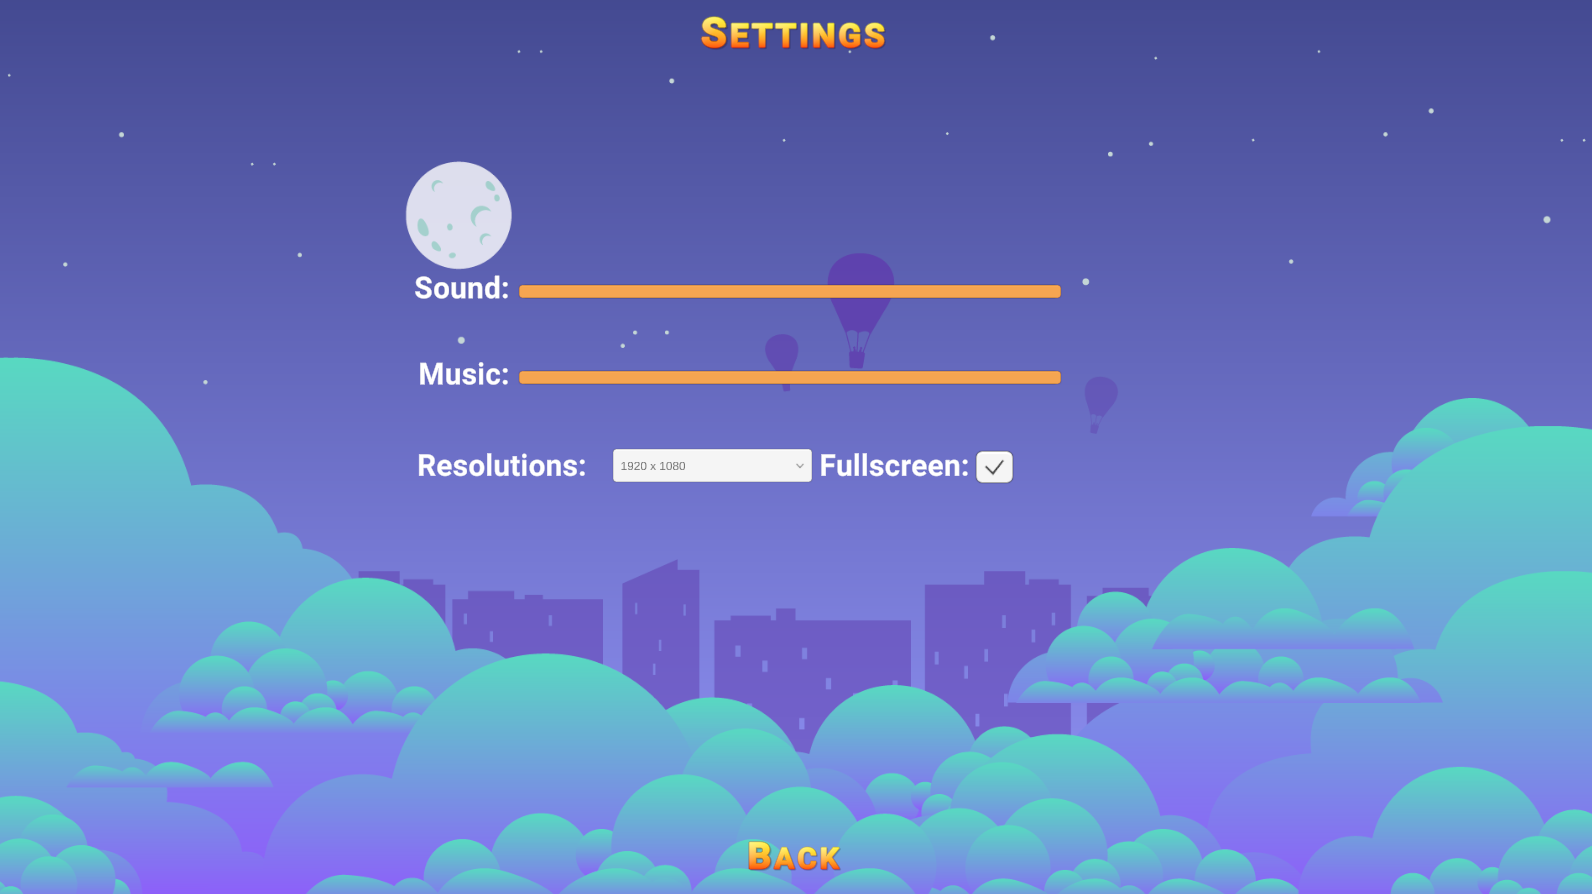 SETTINGS
Sound:
Music:
Resolutions: 1920 x 1080 Fullscreen:
BACK